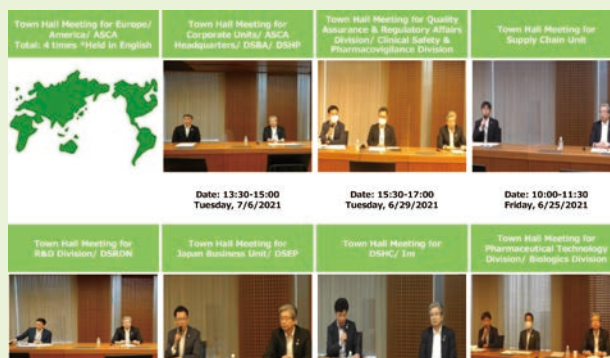 Town Hall Meeting for Europe/
America/ ASCA
Total: 4 times *Held in English
Town Hall Meeting for
Corporate Units/ ASCA
Headquarters/ DSBA/ DSHP
Town Hall Meeting for Quality
Assurance & Regulatory Affairs
Division/ Clinical Safety &
Pharmacovigilance Division
Town Hall Meeting for
Supply Chain Unit
Date: 13:30-15:00
Tuesday, 7/6/2021
Date: 15:30-17:00
Tuesday, 6/29/2021
Date: 10:00-11:30
Friday, 6/25/2021
Town Hall Meeting for
R&D Division/ DSRDN
Town Hall Meeting for
Japan Business Unit/ DSEP
Town Hall Meeting for
DSHC/ Im
Town Hall Meeting for
Pharmaceutical Technology
Division/ Biologics Division